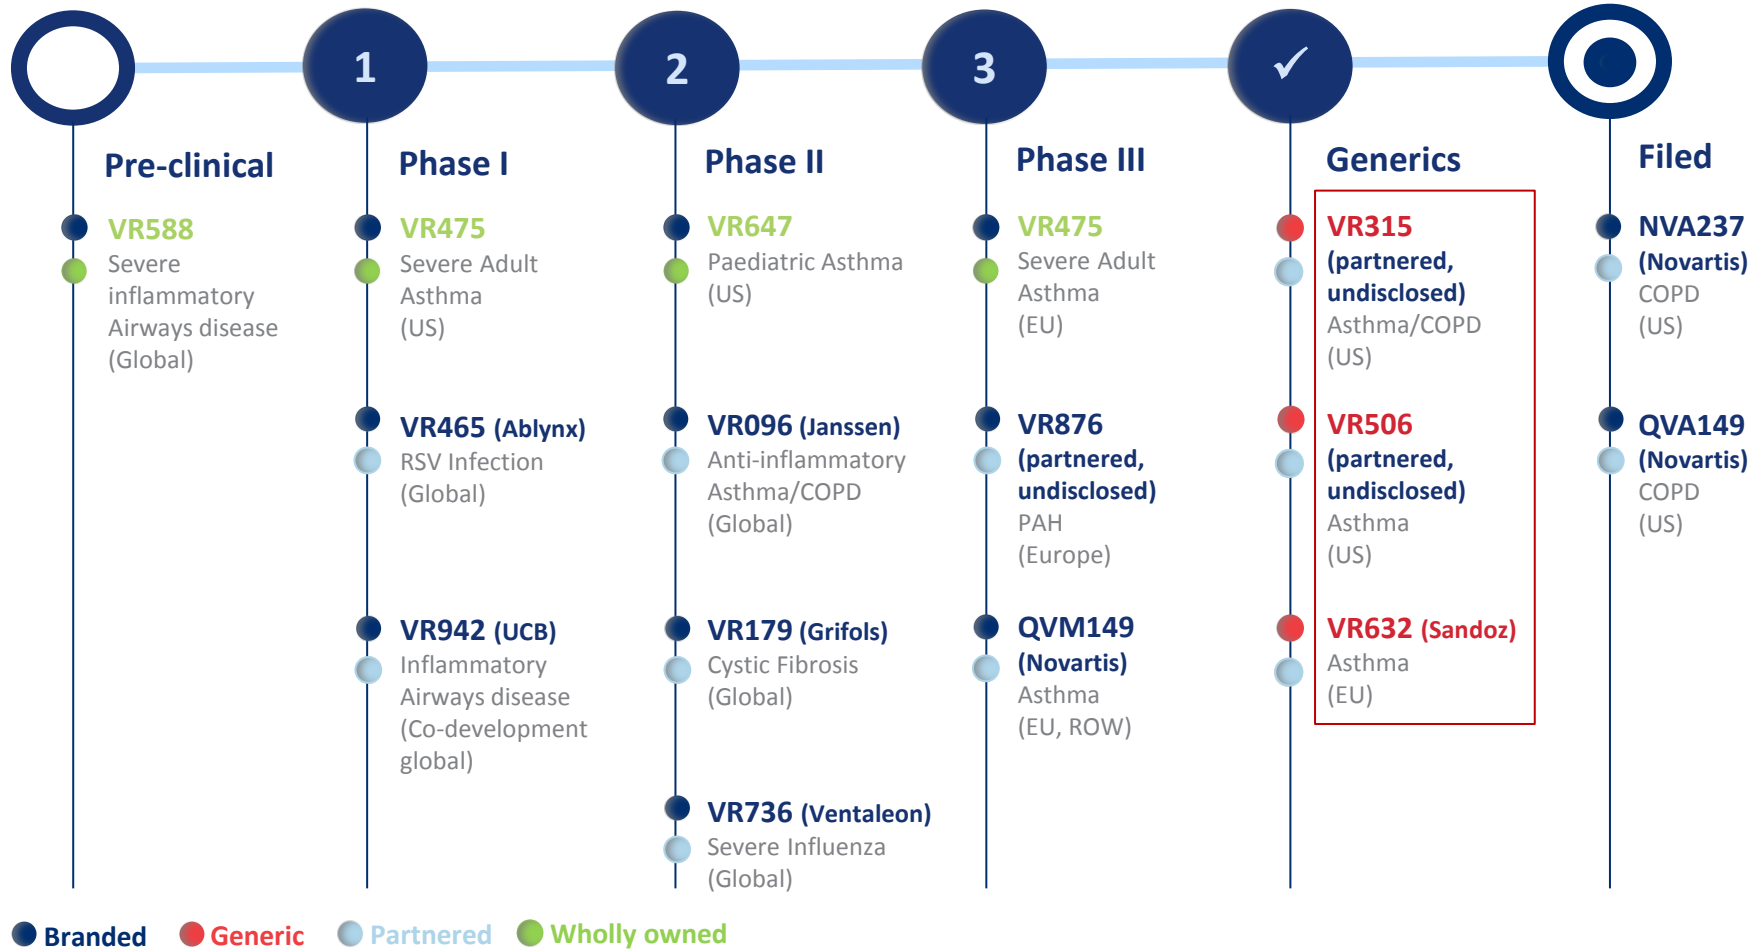 1
2
3
✓
Pre-clinical
VR588
Severe
inflammatory
Airways disease
(Global)
Phase I
VR475
Severe Adult
Asthma
(US)
VR465 (Ablynx)
RSV Infection
(Global)
VR942 (UCB)
Inflammatory
Airways disease
(Co-development
global)
Phase II
VR647
Paediatric Asthma
(US)
VR096 (Janssen)
Anti-inflammatory
Asthma/COPD
(Global)
VR179 (Grifols)
Cystic Fibrosis
(Global)
VR736 (Ventaleon)
Severe Influenza
(Global)
Phase III
VR475
Severe Adult
Asthma
(EU)
VR876
(partnered,
undisclosed)
PAH
(Europe)
QVM149
(Novartis)
Asthma
(EU, ROW)
Generics
VR315
(partnered,
undisclosed)
Asthma/COPD
(US)
VR506
(partnered,
undisclosed)
Asthma
(US)
VR632 (Sandoz)
Asthma
(EU)
Filed
NVA237
(Novartis)
COPD
(US)
QVA149
(Novartis)
COPD
(US)
Branded
Generic
Partnered
Wholly owned